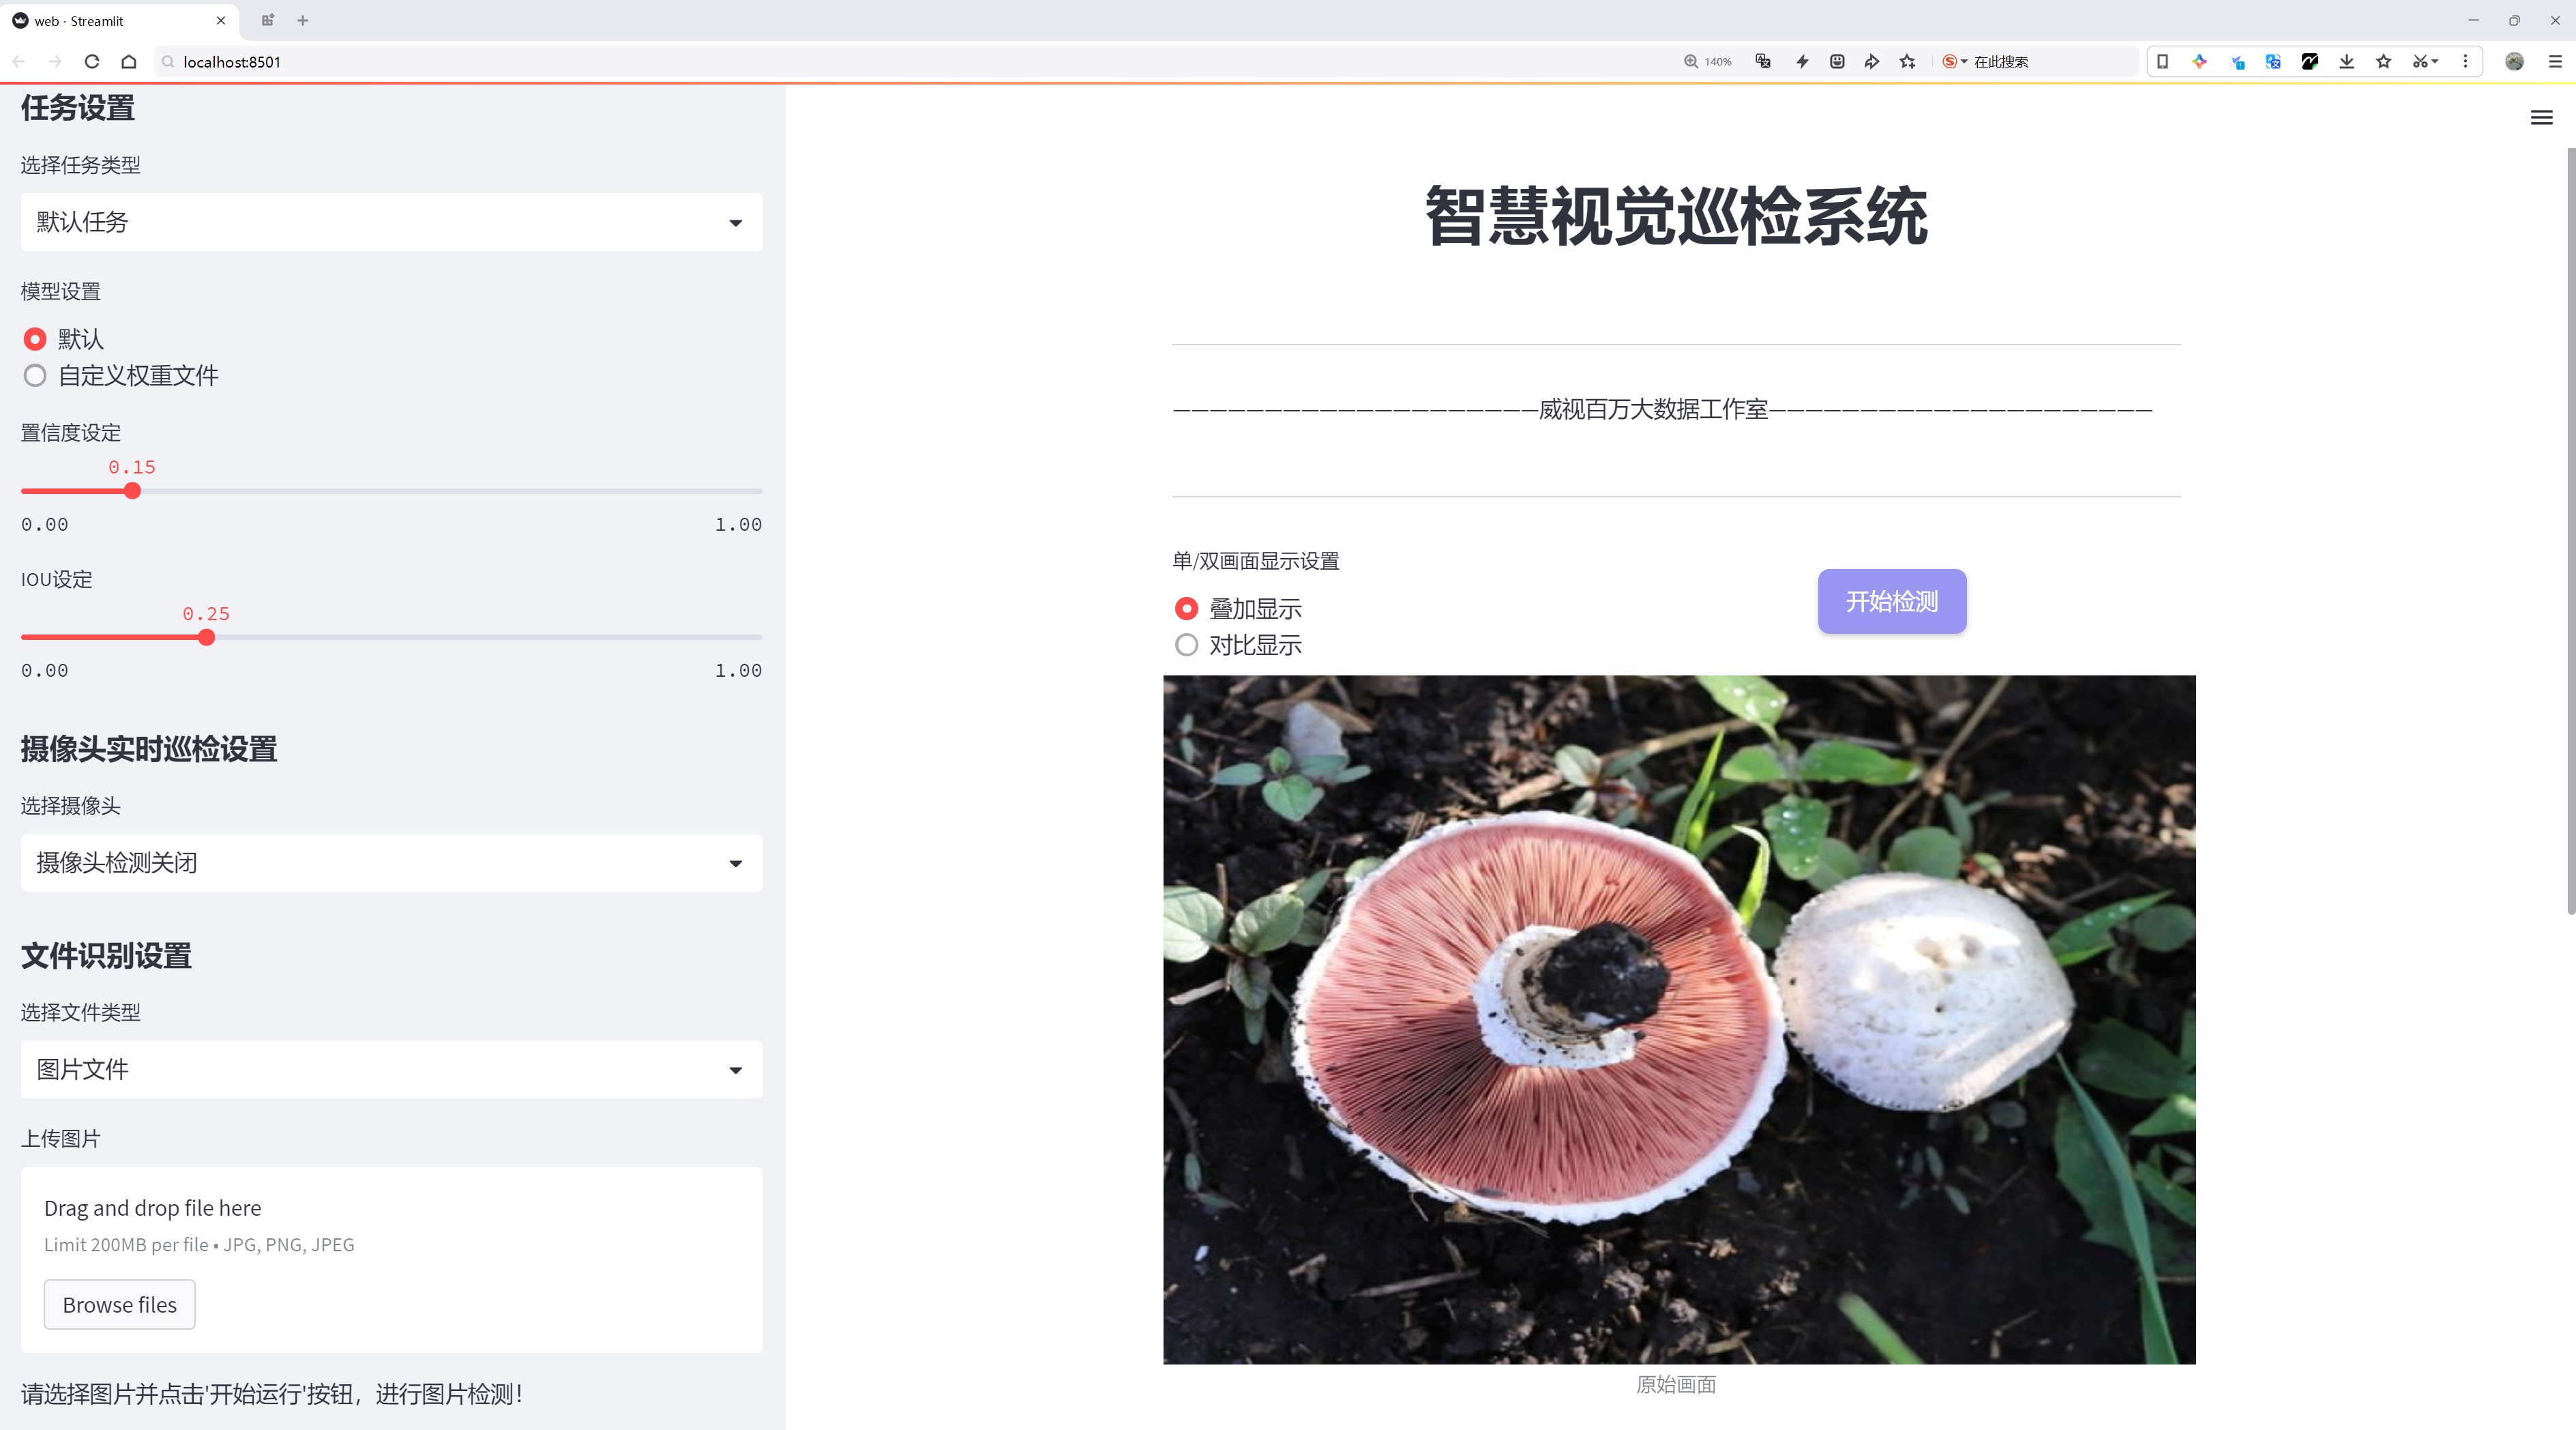 web · Streamlit
localhost:8501
140%
在此搜索
任务设置
选择任务类型
默认任务
模型设置
默认
自定义权重文件
置信度设定
0.15
0.00 1.00
IOU设定
0.25
0.00 1.00
摄像头实时巡检设置
选择摄像头
摄像头检测关闭
文件识别设置
选择文件类型
图片文件
上传图片
Drag and drop file here
Limit 200MB per file • JPG, PNG, JPEG
Browse files
请选择图片并点击'开始运行'按钮，进行图片检测！
智慧视觉巡检系统
————————————————————威视百万大数据工作室—————————————————————
单/双画面显示设置
叠加显示
对比显示
开始检测
原始画面